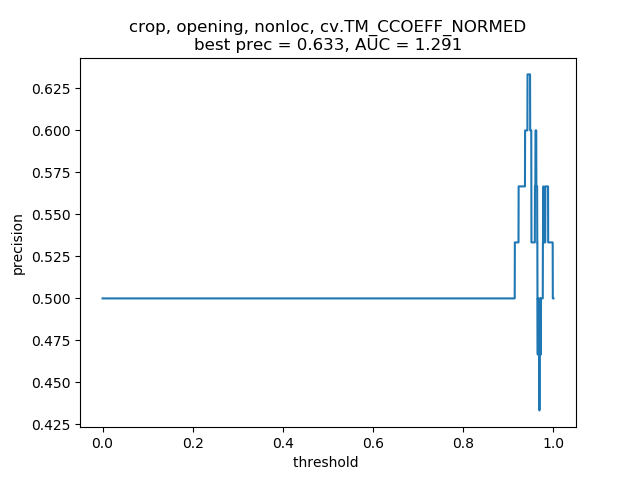 crop, opening, nonloc, cv.TM_CCOEFF_NORMED
best prec = 0.633, AUC = 1.291
0.625
0.600
0.575
0.550
0.525
0.500
0.475
0.450
0.425
precision
0.0 0.2 0.4 0.6 0.8 1.0
threshold